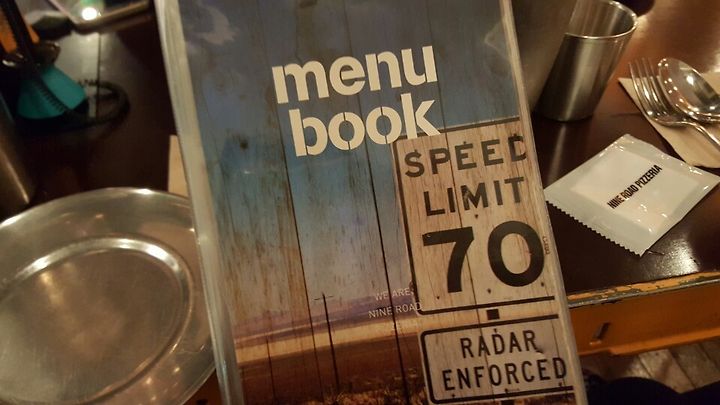 menu
book
SPEED
LIMIT
70
WE ARE
NINE ROAD
RADAR
ENFORCED
NINE ROAD PIZZERIA